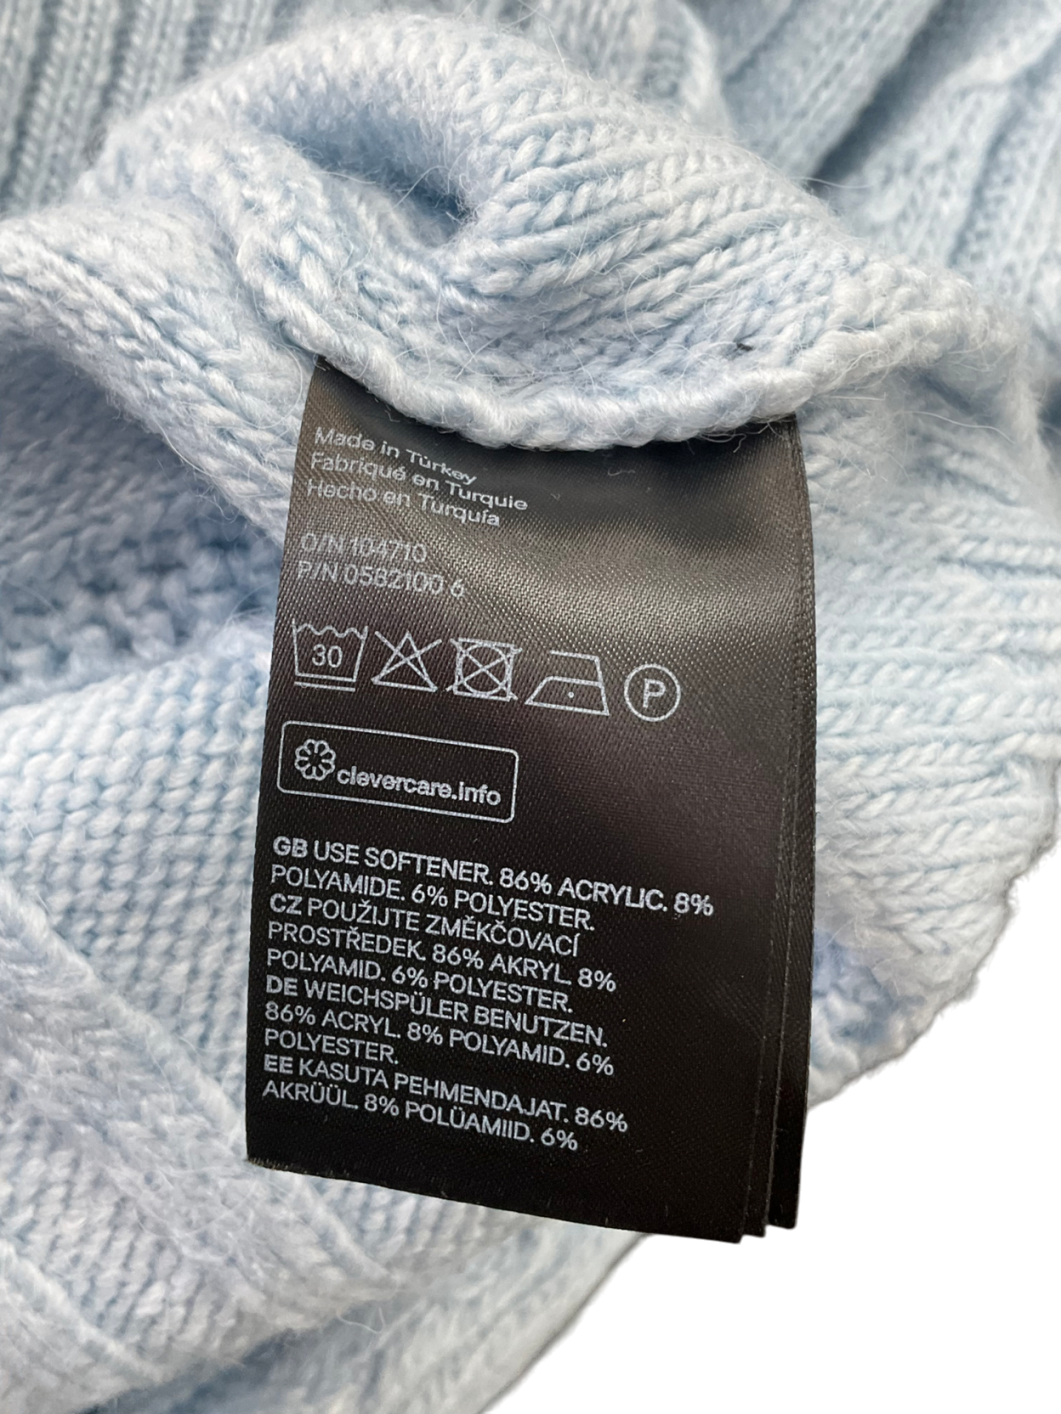 Made in Turkey
Fabriqué en Turquie
Hecho en Turquía
O/N 104710
P/N 0582100 6
30
P
clevercare.info
GB USE SOFTENER. 86% ACRYLIC. 8%
POLYAMIDE. 6% POLYESTER.
CZ POUŽIJTE ZMĚKČOVACÍ
PROSTŘEDEK. 86% AKRYL. 8%
POLYAMID. 6% POLYESTER.
DE WEICHSPÜLER BENUTZEN.
86% ACRYL. 8% POLYAMID. 6%
POLYESTER.
EE KASUTA PEHMENDAJAT. 86%
AKRÜÜL. 8% POLÜAMIID. 6%